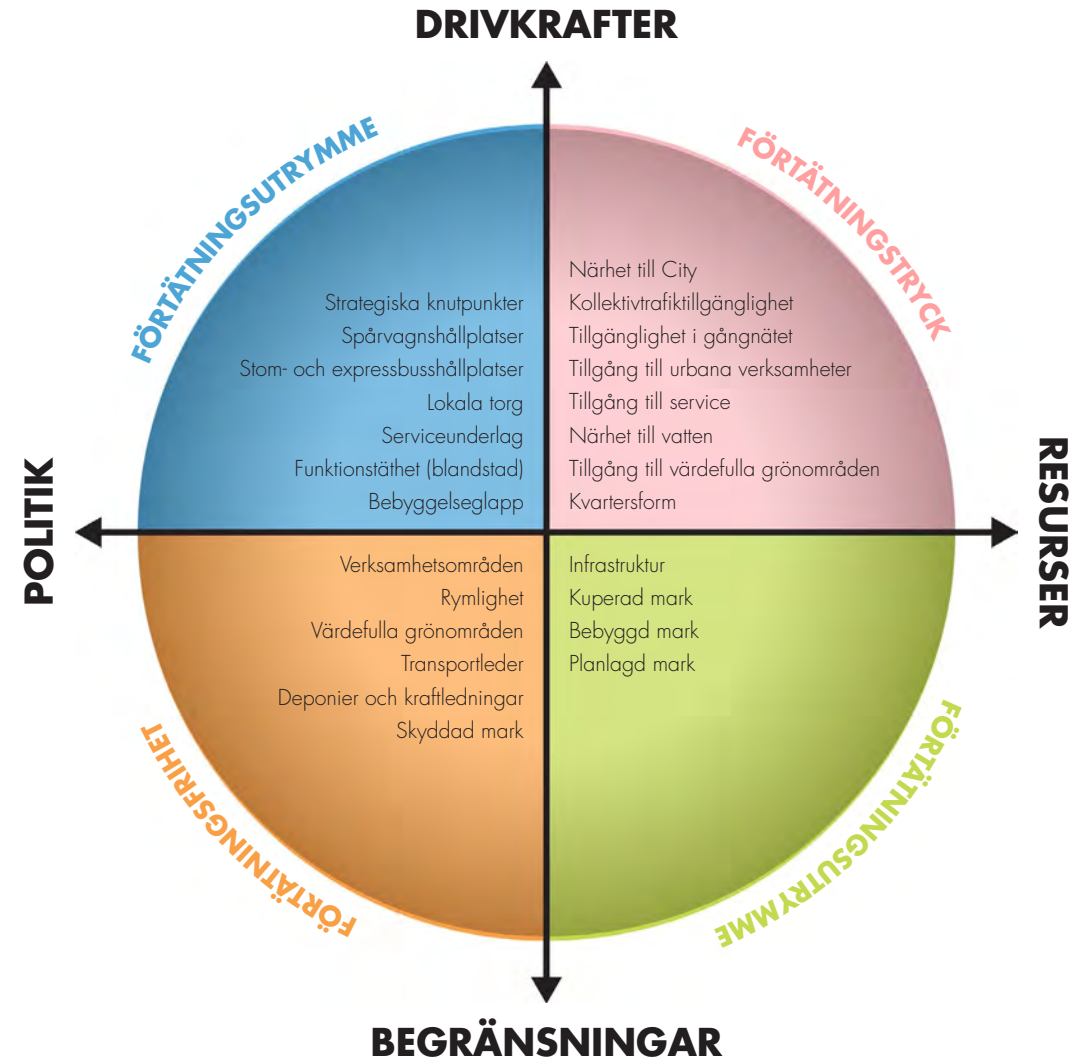 DRIVKRAFTER
FÖRTÄTNINGSUTRYMME
Strategiska knutpunkter
Spårvagnshållplatser
Stom- och expressbusshållplatser
Lokala torg
Serviceunderlag
Funktionstäthet (blandstad)
Bebyggelseglapp
FÖRTÄTNINGSTRYCK
Närhet till City
Kollektivtrafiktillgänglighet
Tillgänglighet i gångnätet
Tillgång till urbana verksamheter
Tillgång till service
Närhet till vatten
Tillgång till värdefulla grönområden
Kvartersform
POLITIK
RESURSER
Verksamhetsområden
Rymlighet
Värdefulla grönområden
Transportleder
Deponier och kraftledningar
Skyddad mark
FÖRTÄTNINGSFRIHET
Infrastruktur
Kuperad mark
Bebyggd mark
Planlagd mark
FÖRTÄTNINGSUTRYMME
BEGRÄNSNINGAR